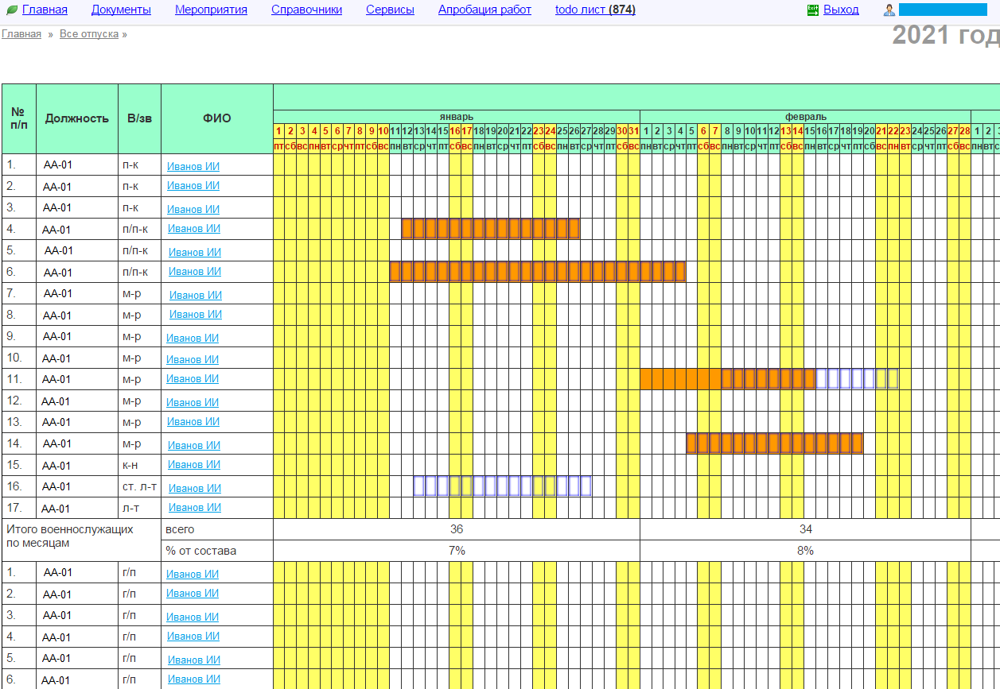 Главная Документы Мероприятия Справочники Сервисы Апробация работ todo лист (874) Exit Выход
Главная » Все отпуска »
2021 год
№ п/п Должность В/зв ФИО
январь февраль
1 2 3 4 5 6 7 8 9 10 11 12 13 14 15 16 17 18 19 20 21 22 23 24 25 26 27 28 29 30 31 1 2 3 4 5 6 7 8 9 10 11 12 13 14 15 16 17 18 19 20 21 22 23 24 25 26 27 28 1 2
пт сб вс пн вт ср чт пт сб вс пн вт ср чт пт сб вс пн вт ср чт пт сб вс пн вт ср чт пт сб вс пн вт ср чт пт сб вс пн вт ср чт пт сб вс пн вт ср чт пт сб вс пн вт ср чт пт сб вс пн вт
1. АА-01 п-к Иванов ИИ
2. АА-01 п-к Иванов ИИ
3. АА-01 п-к Иванов ИИ
4. АА-01 п/п-к Иванов ИИ
5. АА-01 п/п-к Иванов ИИ
6. АА-01 п/п-к Иванов ИИ
7. АА-01 м-р Иванов ИИ
8. АА-01 м-р Иванов ИИ
9. АА-01 м-р Иванов ИИ
10. АА-01 м-р Иванов ИИ
11. АА-01 м-р Иванов ИИ
12. АА-01 м-р Иванов ИИ
13. АА-01 м-р Иванов ИИ
14. АА-01 м-р Иванов ИИ
15. АА-01 к-н Иванов ИИ
16. АА-01 ст. л-т Иванов ИИ
17. АА-01 л-т Иванов ИИ
Итого военнослужащих по месяцам всего 36 34
% от состава 7% 8%
1. АА-01 г/п Иванов ИИ
2. АА-01 г/п Иванов ИИ
3. АА-01 г/п Иванов ИИ
4. АА-01 г/п Иванов ИИ
5. АА-01 г/п Иванов ИИ
6. АА-01 г/п Иванов ИИ